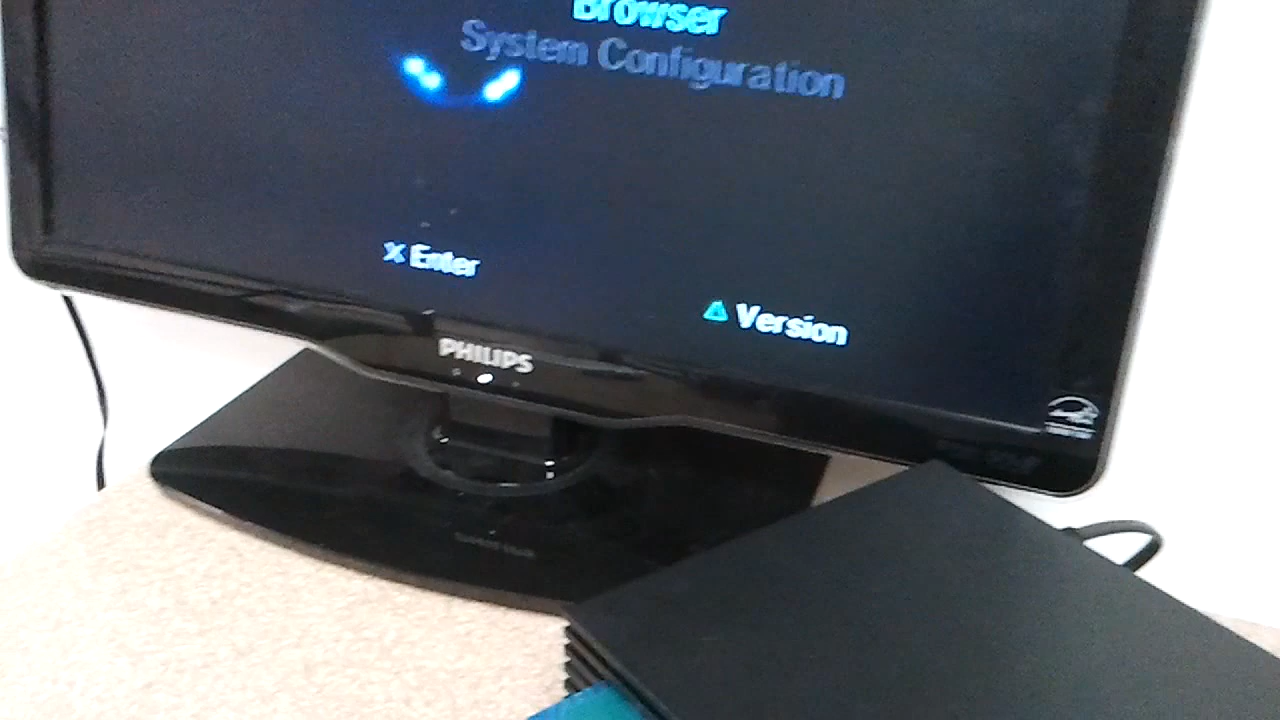 Browser
System Configuration
X Enter
Version
PHILIPS